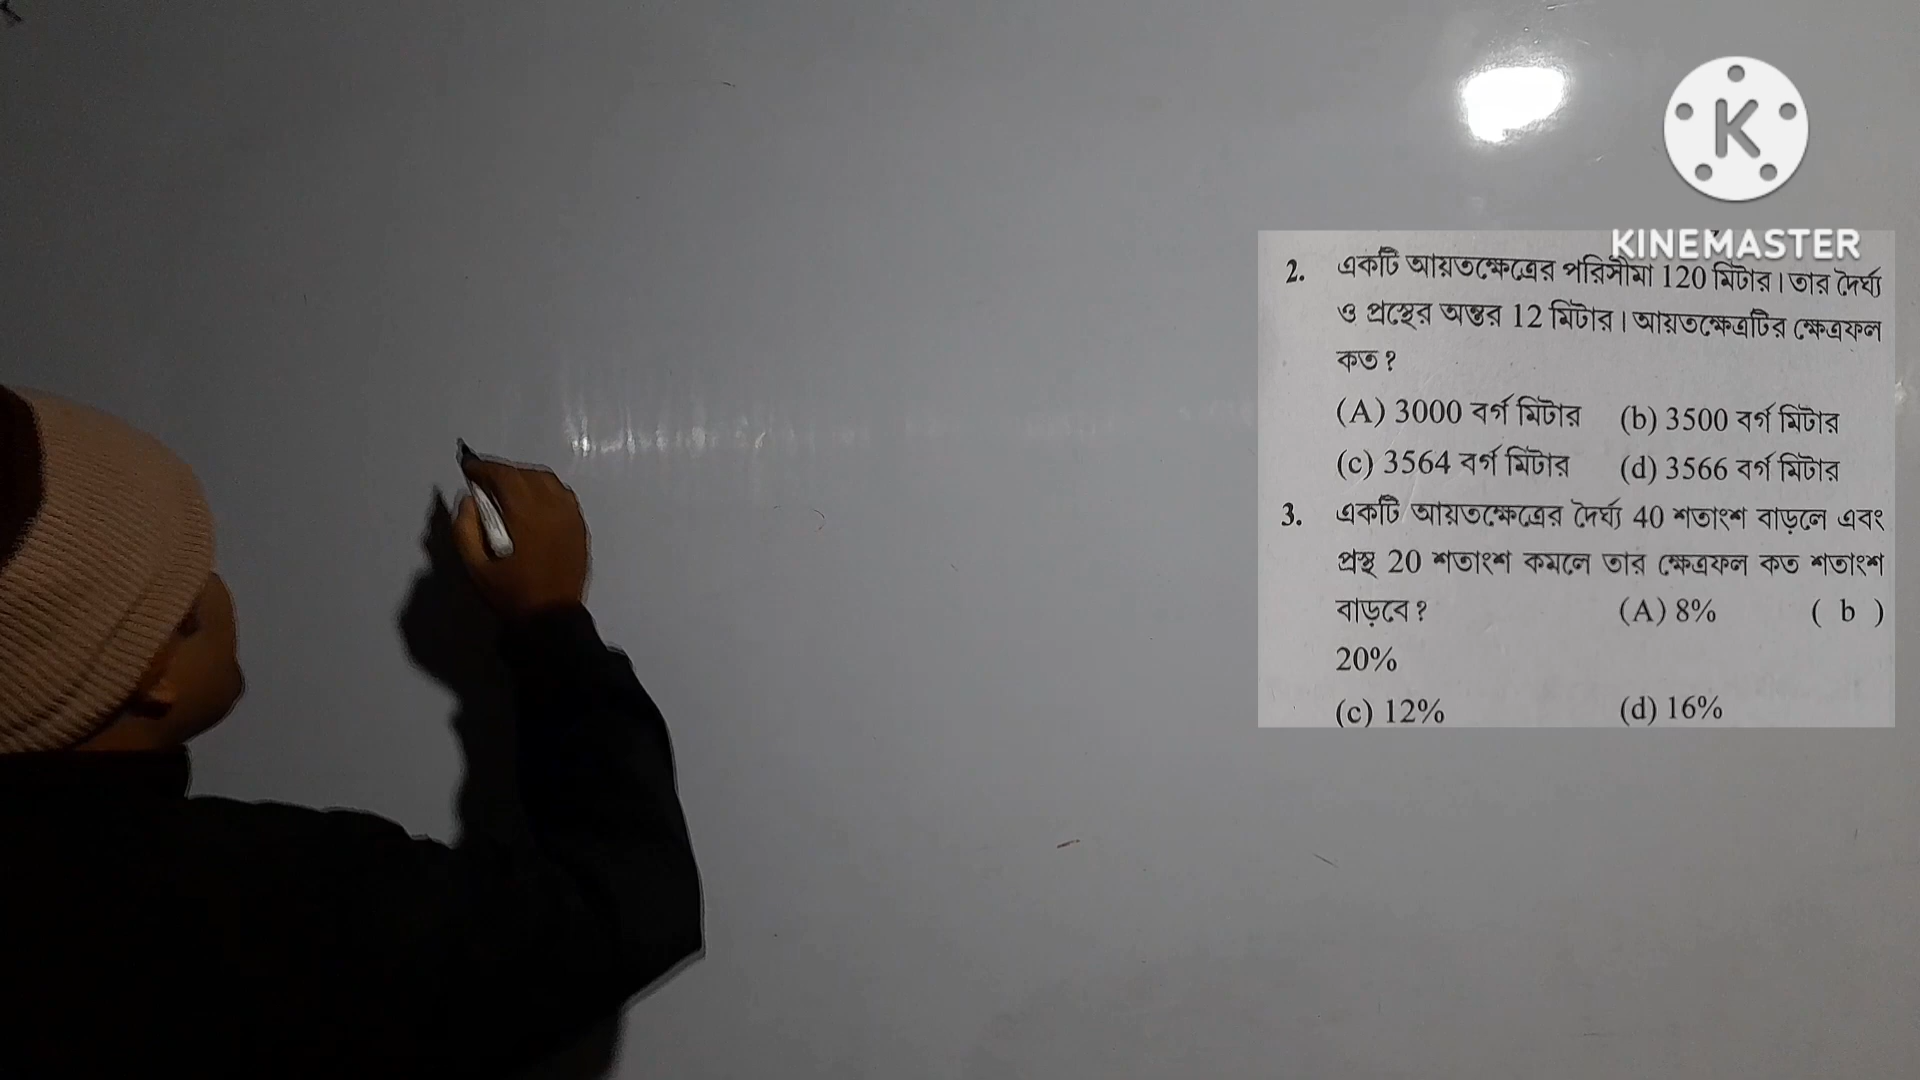 K
KINEMASTER
2. একটি আয়তক্ষেত্রের পরিসীমা 120 মিটার। তার দৈর্ঘ্য
ও প্রস্থের অন্তর 12 মিটার। আয়তক্ষেত্রটির ক্ষেত্রফল
কত?
(A) 3000 বর্গ মিটার (b) 3500 বর্গ মিটার
(c) 3564 বর্গ মিটার (d) 3566 বর্গ মিটার
3. একটি আয়তক্ষেত্রের দৈর্ঘ্য 40 শতাংশ বাড়লে এবং
প্রস্থ 20 শতাংশ কমলে তার ক্ষেত্রফল কত শতাংশ
বাড়বে? (A) 8% ( b )
20%
(c) 12% (d) 16%